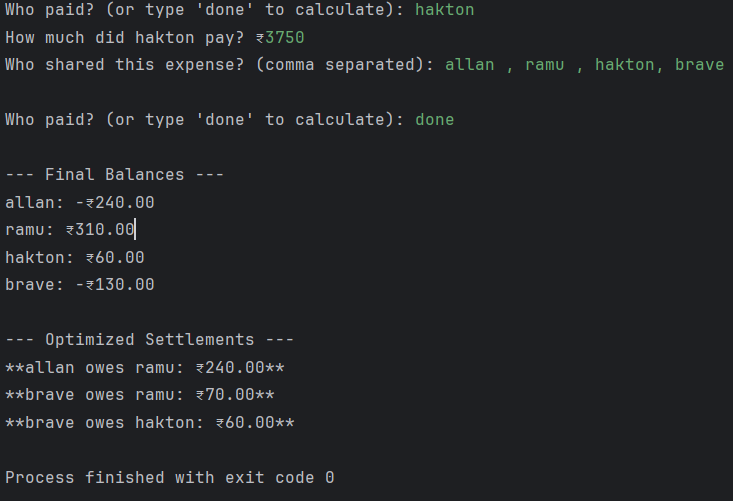 Who paid? (or type 'done' to calculate): hakton
How much did hakton pay? ₹3750
Who shared this expense? (comma separated): allan , ramu , hakton, brave
Who paid? (or type 'done' to calculate): done
--- Final Balances ---
allan: -₹240.00
ramu: ₹310.00
hakton: ₹60.00
brave: -₹130.00
--- Optimized Settlements ---
**allan owes ramu: ₹240.00**
**brave owes ramu: ₹70.00**
**brave owes hakton: ₹60.00**
Process finished with exit code 0